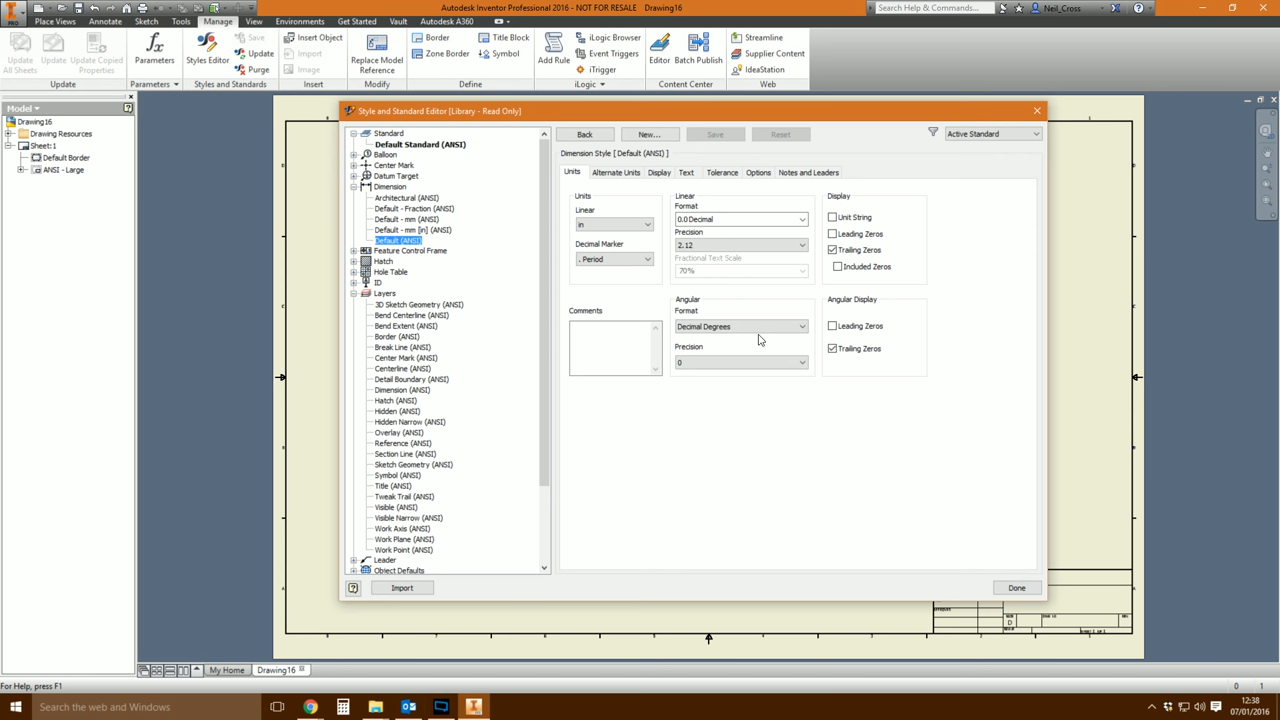 PRO
Autodesk Inventor Professional 2016 - NOT FOR RESALE Drawing16
Search Help & Commands...
Neil_Cross
Place Views Annotate Sketch Tools Manage View Environments Get Started Vault Autodesk A360
Update All Sheets
Update
Update Copied Properties
Parameters
Styles Editor
Save
Update
Purge
Insert Object
Import
Image
Replace Model Reference
Border
Zone Border
Title Block
Symbol
Add Rule
iLogic Browser
Event Triggers
iTrigger
Editor
Batch Publish
Streamline
Supplier Content
IdeaStation
Update
Parameters
Styles and Standards
Insert
Modify
Define
iLogic
Content Center
Web
Model
Drawing16
Drawing Resources
Sheet:1
Default Border
ANSI - Large
Style and Standard Editor [Library - Read Only]
Standard
Default Standard (ANSI)
Balloon
Center Mark
Datum Target
Dimension
Architectural (ANSI)
Default - Fraction (ANSI)
Default - mm (ANSI)
Default - mm [in] (ANSI)
Default (ANSI)
Feature Control Frame
Hatch
Hole Table
ID
Layers
3D Sketch Geometry (ANSI)
Bend Centerline (ANSI)
Bend Extent (ANSI)
Border (ANSI)
Break Line (ANSI)
Center Mark (ANSI)
Centerline (ANSI)
Detail Boundary (ANSI)
Dimension (ANSI)
Hatch (ANSI)
Hidden (ANSI)
Hidden Narrow (ANSI)
Overlay (ANSI)
Reference (ANSI)
Section Line (ANSI)
Sketch Geometry (ANSI)
Symbol (ANSI)
Title (ANSI)
Tweak Trail (ANSI)
Visible (ANSI)
Visible Narrow (ANSI)
Work Axis (ANSI)
Work Plane (ANSI)
Work Point (ANSI)
Leader
Object Defaults
Import
Back
New...
Save
Reset
Active Standard
Dimension Style [ Default (ANSI) ]
Units Alternate Units Display Text Tolerance Options Notes and Leaders
Units
Linear
in
Decimal Marker
. Period
Linear
Format
0.0 Decimal
Precision
2.12
Fractional Text Scale
70%
Display
Unit String
Leading Zeros
Trailing Zeros
Included Zeros
Comments
Angular
Format
Decimal Degrees
Precision
0
Angular Display
Leading Zeros
Trailing Zeros
Done
D
My Home
Drawing16
For Help, press F1
0 1
Search the web and Windows
12:38
07/01/2016